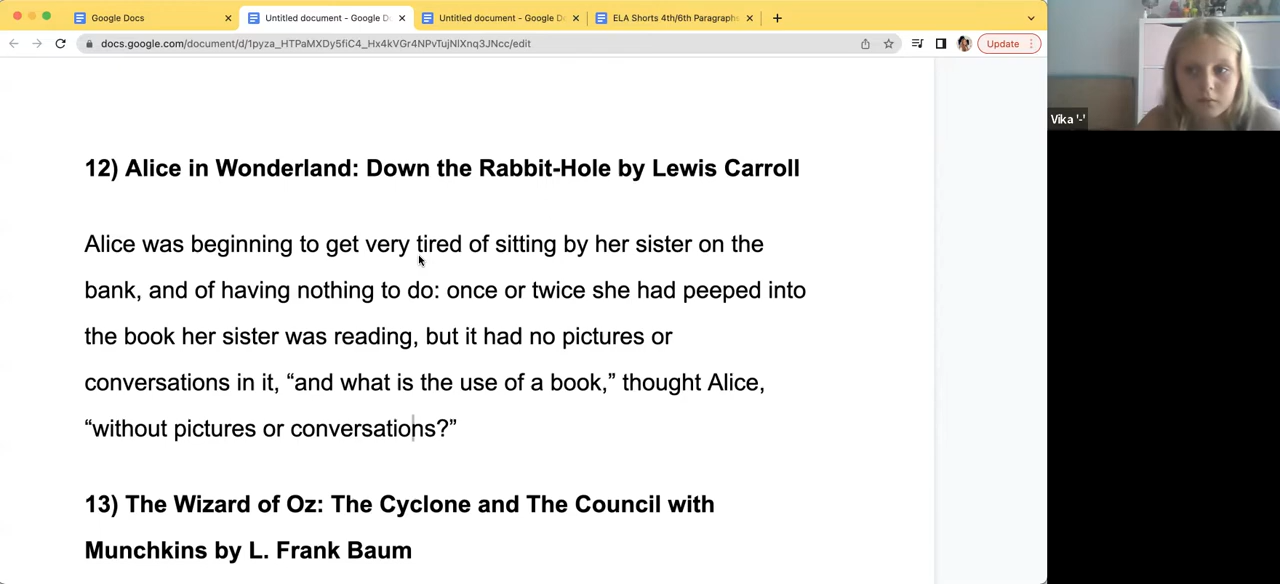 Google Docs
Untitled document - Google D
Untitled document - Google D
ELA Shorts 4th/6th Paragraphs
docs.google.com/document/d/1pyza_HTPaMXDy5fiC4_Hx4kVGr4NPvTujNlXnq3JNcc/edit
Update
Vika '-'
12) Alice in Wonderland: Down the Rabbit-Hole by Lewis Carroll
Alice was beginning to get very tired of sitting by her sister on the
bank, and of having nothing to do: once or twice she had peeped into
the book her sister was reading, but it had no pictures or
conversations in it, “and what is the use of a book,” thought Alice,
“without pictures or conversations?”
13) The Wizard of Oz: The Cyclone and The Council with
Munchkins by L. Frank Baum